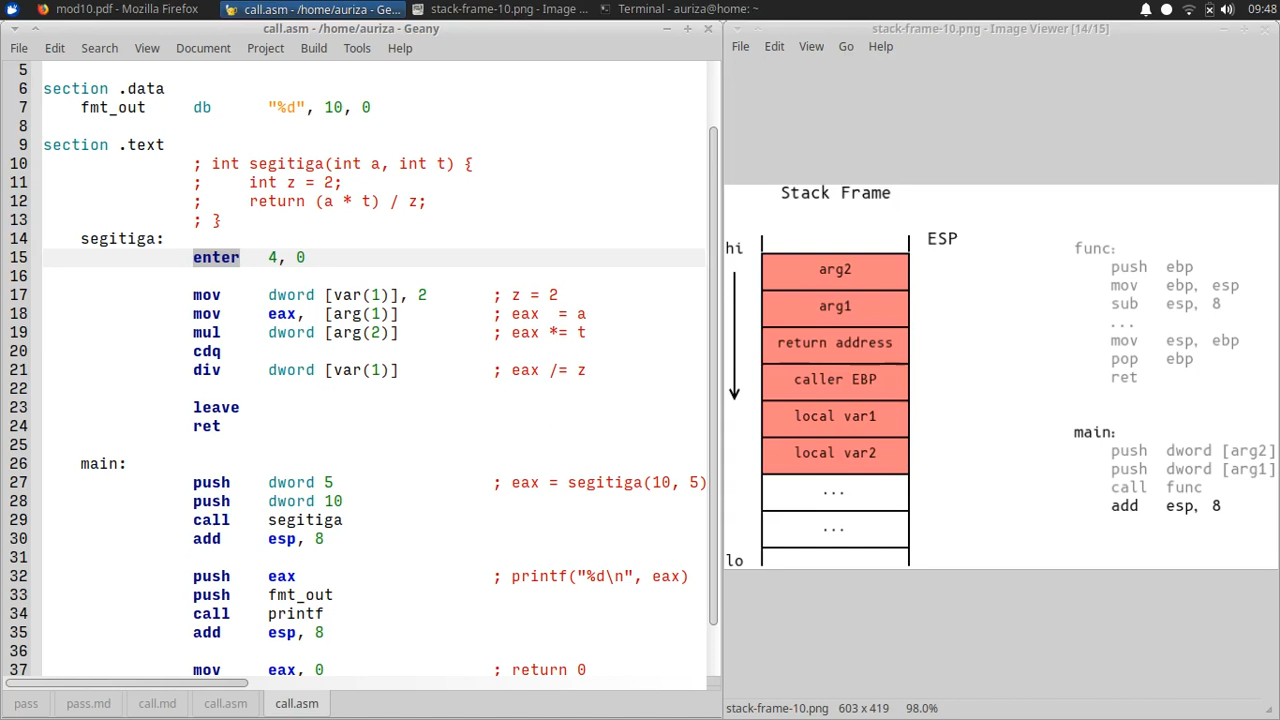 mod10.pdf - Mozilla Firefox
call.asm - /home/auriza - Ge...
stack-frame-10.png - Image ...
Terminal - auriza@home: ~
09:48
call.asm - /home/auriza - Geany
File Edit Search View Document Project Build Tools Help
5
6 section .data
7 fmt_out db "%d", 10, 0
8
9 section .text
10 ; int segitiga(int a, int t) {
11 ; int z = 2;
12 ; return (a * t) / z;
13 ; }
14 segitiga:
15 enter 4, 0
16
17 mov dword [var(1)], 2 ; z = 2
18 mov eax, [arg(1)] ; eax = a
19 mul dword [arg(2)] ; eax *= t
20 cdq
21 div dword [var(1)] ; eax /= z
22
23 leave
24 ret
25
26 main:
27 push dword 5 ; eax = segitiga(10, 5)
28 push dword 10
29 call segitiga
30 add esp, 8
31
32 push eax ; printf("%d\n", eax)
33 push fmt_out
34 call printf
35 add esp, 8
36
37 mov eax, 0 ; return 0
pass pass.md call.md call.asm call.asm
stack-frame-10.png - Image Viewer [14/15]
File Edit View Go Help
Stack Frame
ESP
hi
arg2
arg1
return address
caller EBP
local var1
local var2
...
...
lo
func:
push ebp
mov ebp, esp
sub esp, 8
...
mov esp, ebp
pop ebp
ret
main:
push dword [arg2]
push dword [arg1]
call func
add esp, 8
stack-frame-10.png 603 x 419 98.0%